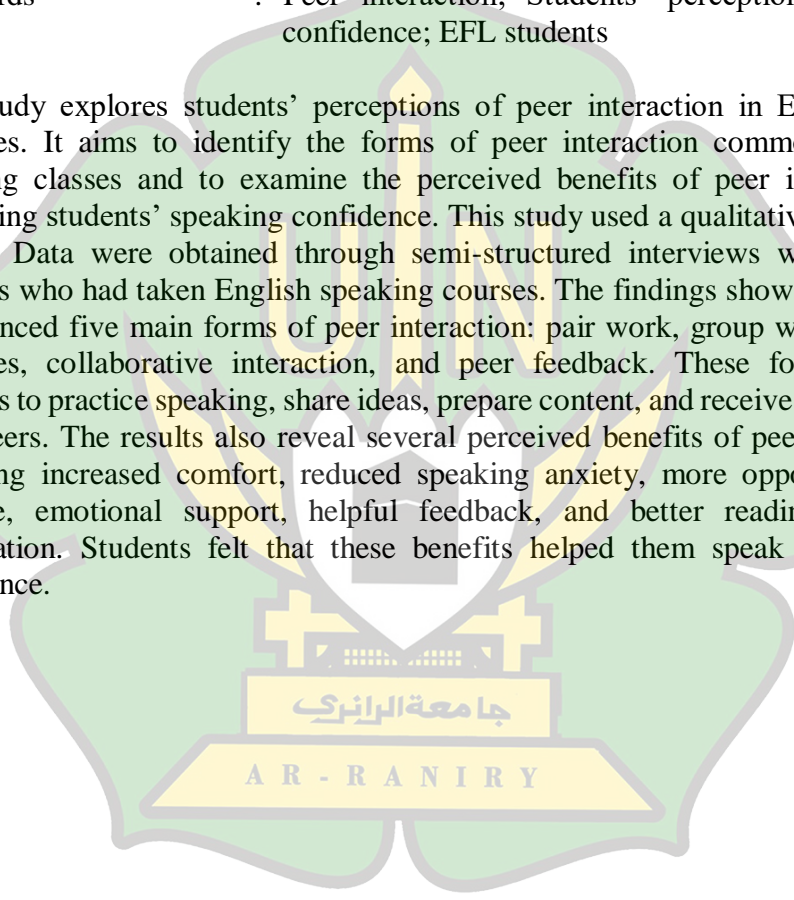 Peer interaction; Students' perception
confidence; EFL students
udy explores students' perceptions of peer interaction in E
es. It aims to identify the forms of peer interaction comm
ng classes and to examine the perceived benefits of peer i
ing students' speaking confidence. This study used a qualitativ
Data were obtained through semi-structured interviews w
s who had taken English speaking courses. The findings show
nced five main forms of peer interaction: pair work, group w
es, collaborative interaction, and peer feedback. These fo
s to practice speaking, share ideas, prepare content, and receive
eers. The results also reveal several perceived benefits of pee
ng increased comfort, reduced speaking anxiety, more oppo
e, emotional support, helpful feedback, and better readin
ation. Students felt that these benefits helped them speak
nce.
UIN
جامعة الرانري
AR-RANIRY